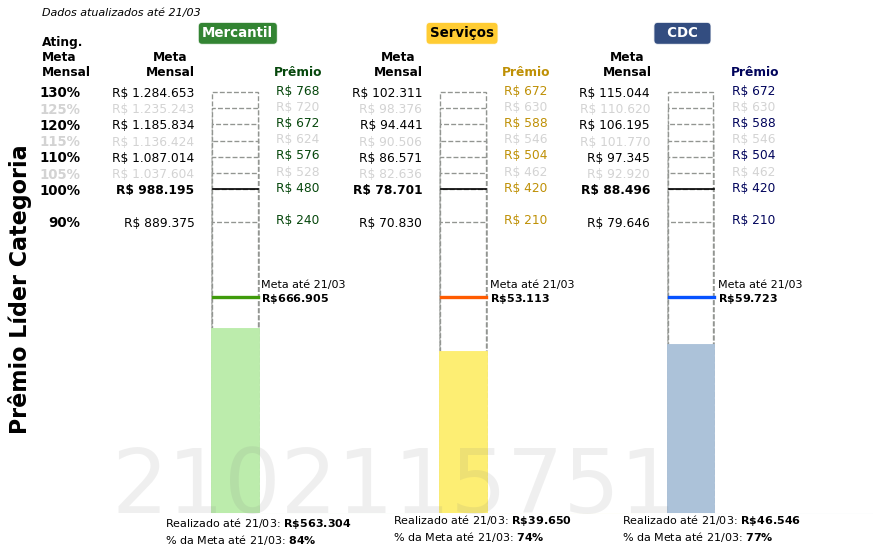 Dados atualizados até 21/03
Mercantil Serviços CDC
Ating. Meta Mensal Meta Mensal Prêmio Meta Mensal Prêmio Meta Mensal Prêmio
130% R$ 1.284.653 R$ 768 R$ 102.311 R$ 672 R$ 115.044 R$ 672
125% R$ 1.235.243 R$ 720 R$ 98.376 R$ 630 R$ 110.620 R$ 630
120% R$ 1.185.834 R$ 672 R$ 94.441 R$ 588 R$ 106.195 R$ 588
115% R$ 1.136.424 R$ 624 R$ 90.506 R$ 546 R$ 101.770 R$ 546
110% R$ 1.087.014 R$ 576 R$ 86.571 R$ 504 R$ 97.345 R$ 504
105% R$ 1.037.604 R$ 528 R$ 82.636 R$ 462 R$ 92.920 R$ 462
100% R$ 988.195 R$ 480 R$ 78.701 R$ 420 R$ 88.496 R$ 420
90% R$ 889.375 R$ 240 R$ 70.830 R$ 210 R$ 79.646 R$ 210
Prêmio Líder Categoria
Meta até 21/03 Meta até 21/03 Meta até 21/03
R$666.905 R$53.113 R$59.723
2102115751
Realizado até 21/03: R$563.304 Realizado até 21/03: R$39.650 Realizado até 21/03: R$46.546
% da Meta até 21/03: 84% % da Meta até 21/03: 74% % da Meta até 21/03: 77%